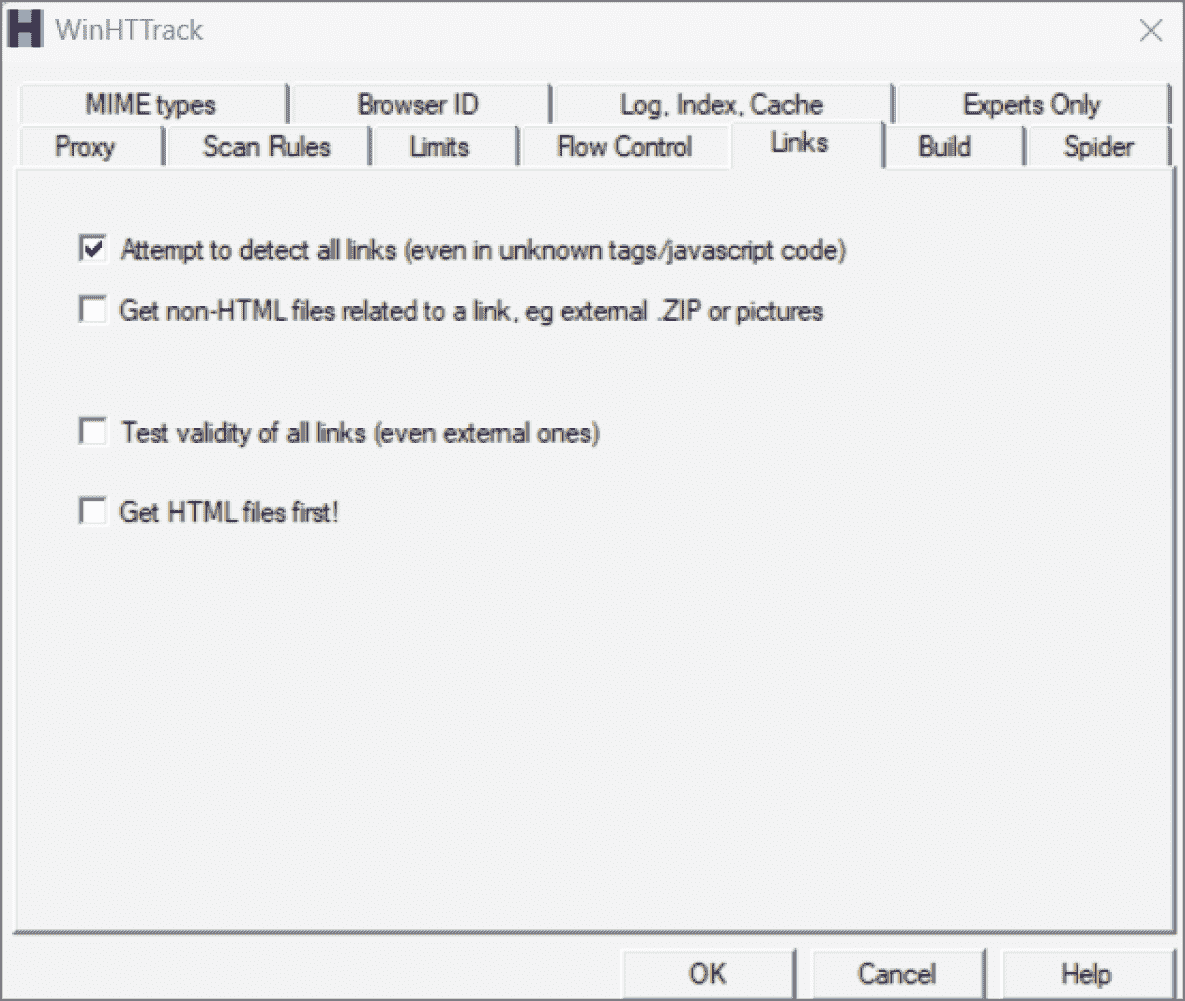 WinHTTrack
MIME types Browser ID Log, Index, Cache Experts Only
Proxy Scan Rules Limits Flow Control Links Build Spider
Attempt to detect all links (even in unknown tags/javascript code)
Get non-HTML files related to a link, eg external .ZIP or pictures
Test validity of all links (even external ones)
Get HTML files first!
OK Cancel Help